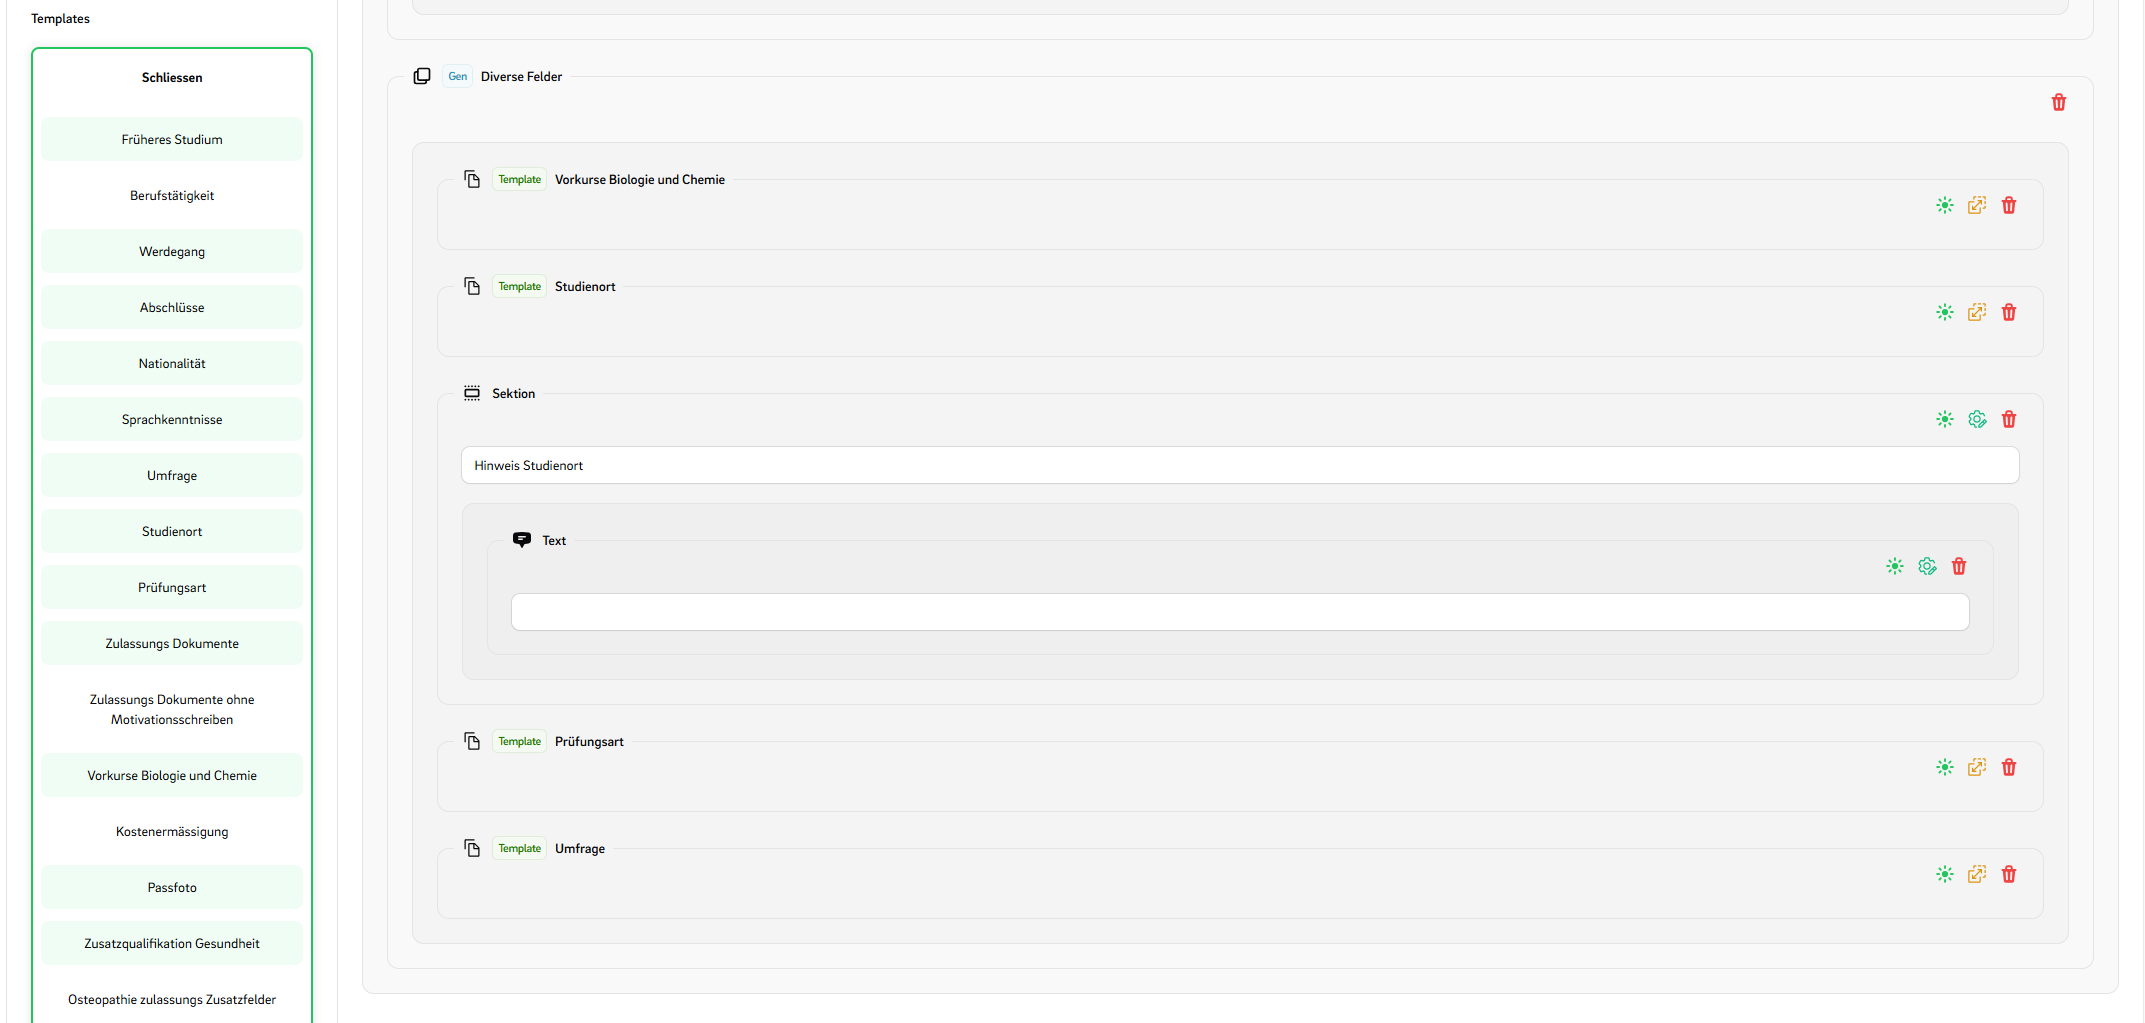 Templates
Schliessen
Früheres Studium
Berufstätigkeit
Werdegang
Abschlüsse
Nationalität
Sprachkenntnisse
Umfrage
Studienort
Prüfungsart
Zulassungs Dokumente
Zulassungs Dokumente ohne
Motivationsschreiben
Vorkurse Biologie und Chemie
Kostenermässigung
Passfoto
Zusatzqualifikation Gesundheit
Osteopathie zulassungs Zusatzfelder
Gen Diverse Felder
Template Vorkurse Biologie und Chemie
Template Studienort
Sektion
Hinweis Studienort
Text
Template Prüfungsart
Template Umfrage